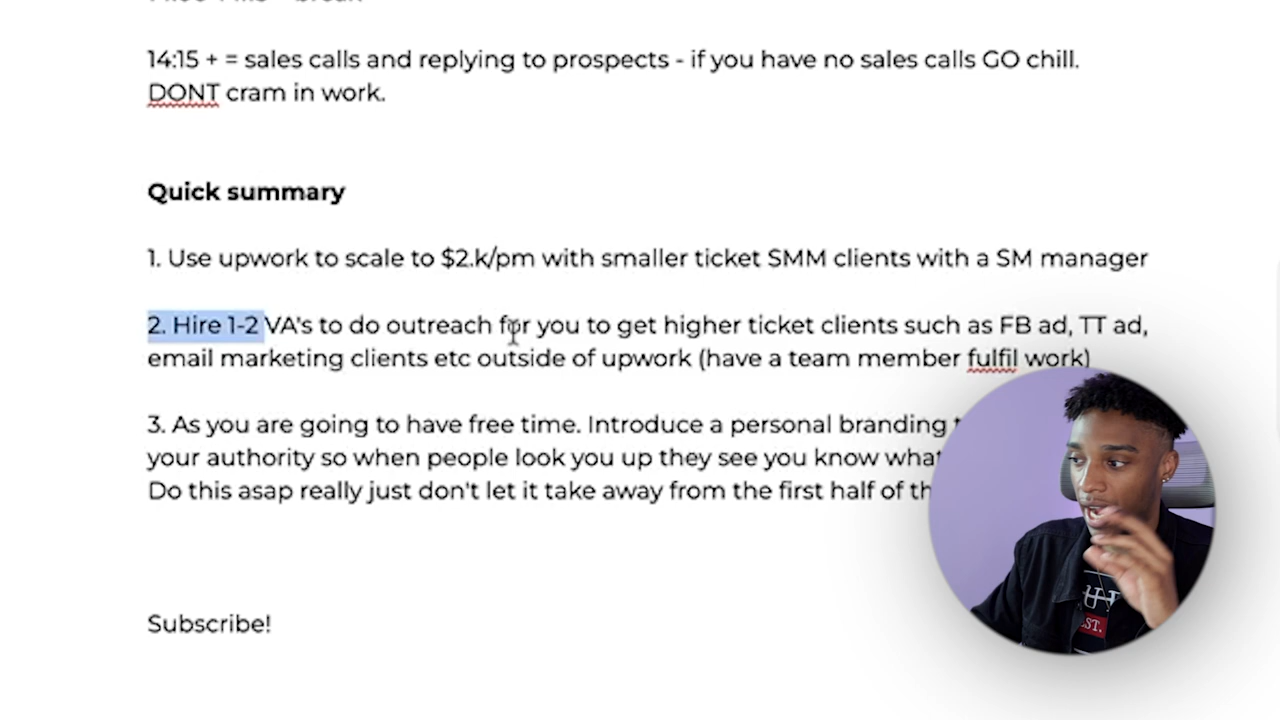 14:15 + = sales calls and replying to prospects - if you have no sales calls GO chill.
DONT cram in work.
Quick summary
1. Use upwork to scale to $2.k/pm with smaller ticket SMM clients with a SM manager
2. Hire 1-2 VA's to do outreach for you to get higher ticket clients such as FB ad, TT ad,
email marketing clients etc outside of upwork (have a team member fulfil work)
3. As you are going to have free time. Introduce a personal branding
your authority so when people look you up they see you know what
Do this asap really just don't let it take away from the first half of
Subscribe!